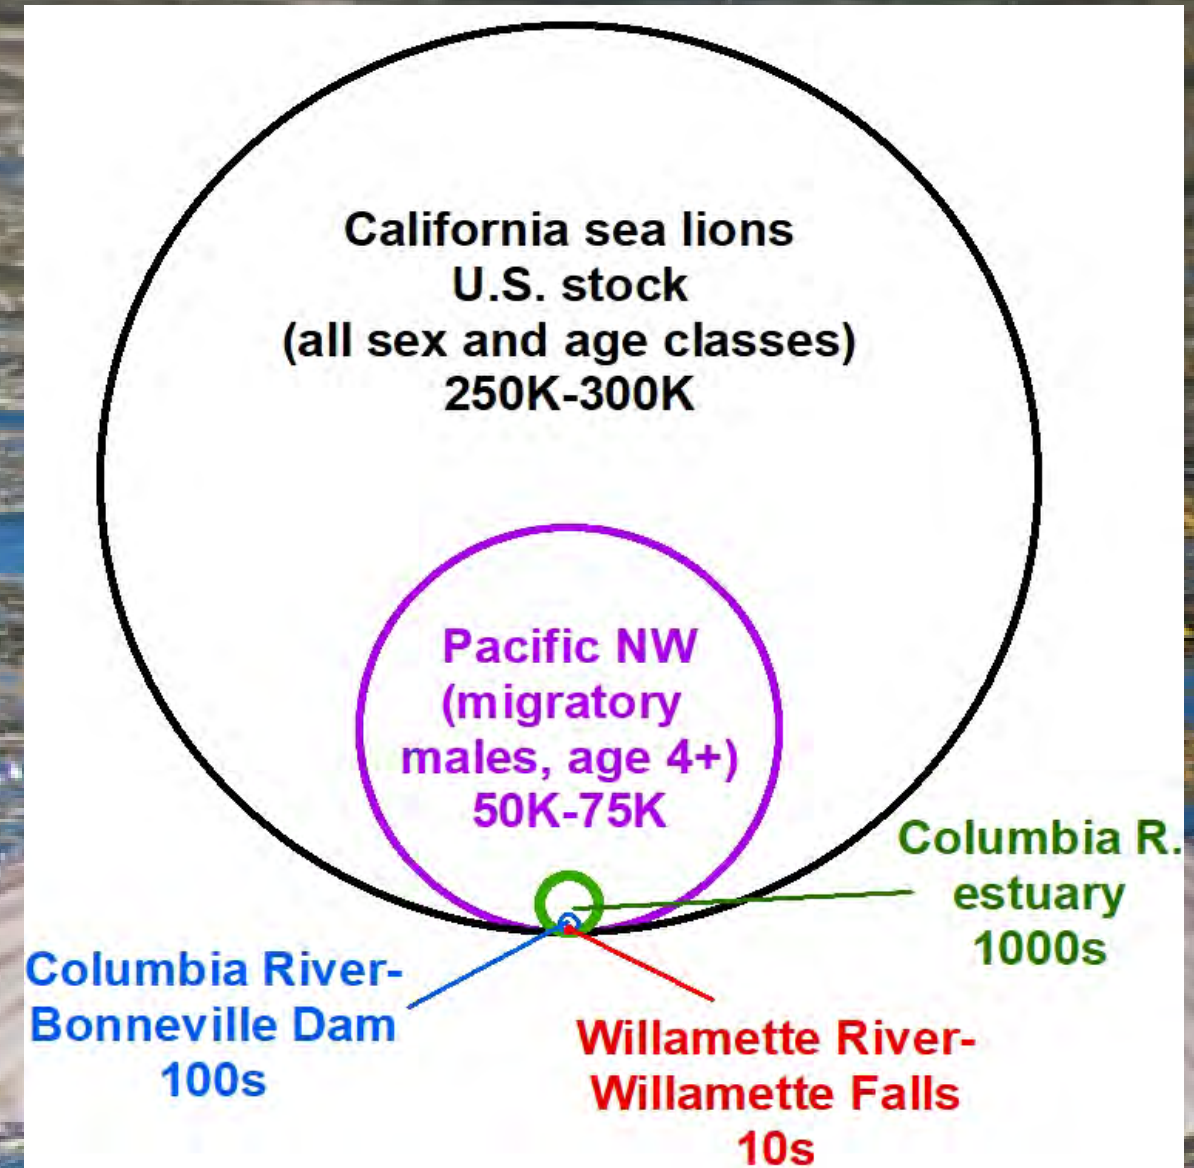 California sea lions
U.S. stock
(all sex and age classes)
250K-300K
Pacific NW
(migratory
males, age 4+)
50K-75K
Columbia R.
estuary
1000s
Columbia River-
Bonneville Dam
100s
Willamette River-
Willamette Falls
10s